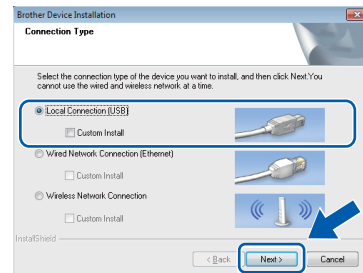 Brother Device Installation
Connection Type
Select the connection type of the device you want to install, and then click Next.You
cannot use the wired and wireless network at a time.
Local Connection (USB)
Custom Install
Wired Network Connection (Ethernet)
Custom Install
Wireless Network Connection
Custom Install
InstallShield
< Back
Next >
Cancel